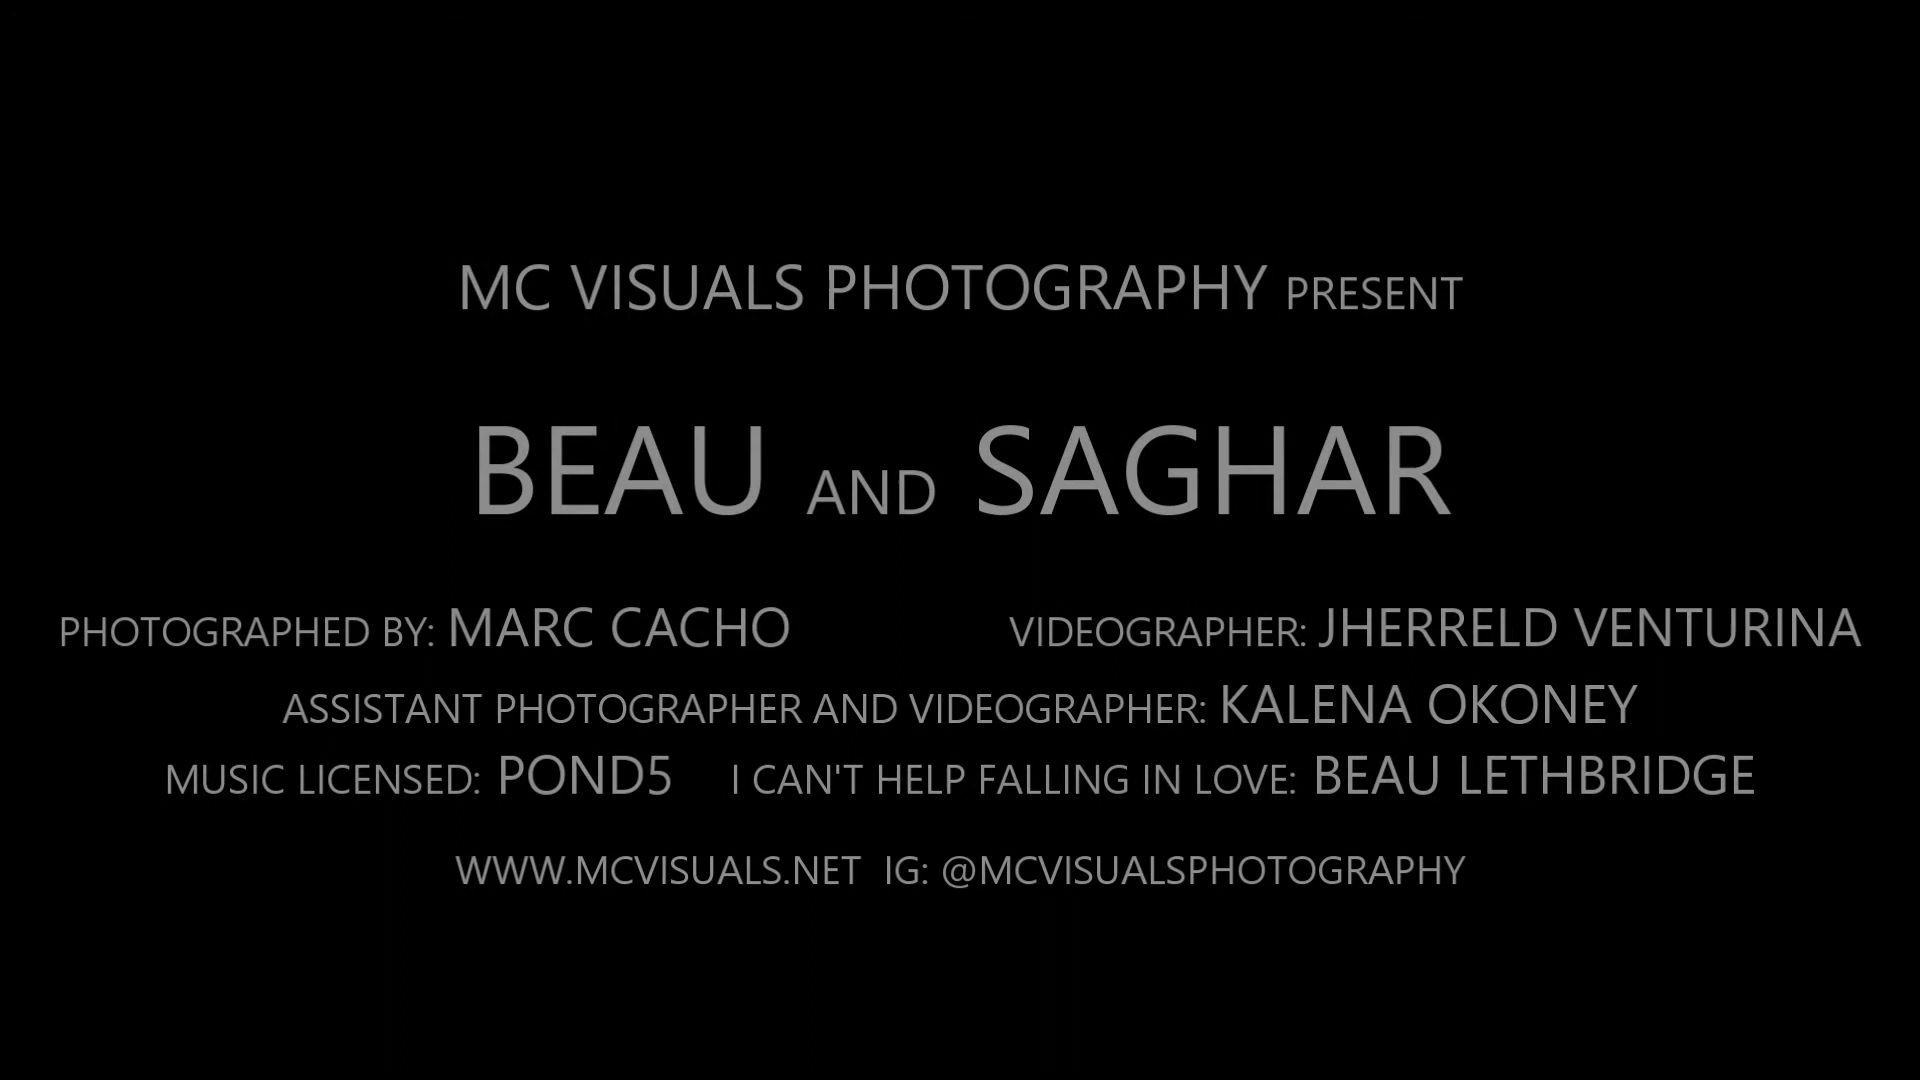 MC VISUALS PHOTOGRAPHY PRESENT
BEAU AND SAGHAR
PHOTOGRAPHED BY: MARC CACHO VIDEOGRAPHER: JHERRELD VENTURINA
ASSISTANT PHOTOGRAPHER AND VIDEOGRAPHER: KALENA OKONEY
MUSIC LICENSED: POND5 I CAN'T HELP FALLING IN LOVE: BEAU LETHBRIDGE
WWW.MCVISUALS.NET IG: @MCVISUALSPHOTOGRAPHY